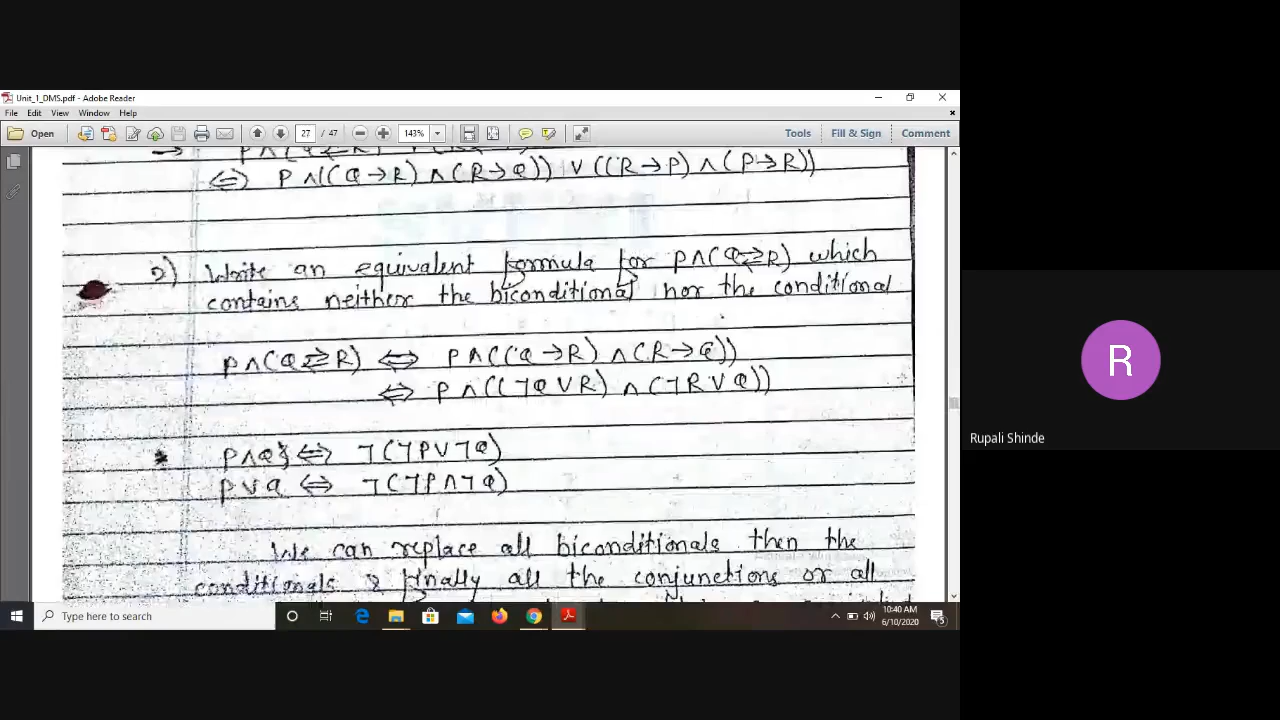 Unit_1_DMS.pdf - Adobe Reader
File Edit View Window Help
Open 27 / 47 143% Tools Fill & Sign Comment
⇔ P∧((Q→R) ∧(R→Q)) ∨((R→P) ∧(P→R))
2) Write an equivalent formula for P∧(Q⇄R) which
contains neither the biconditional nor the conditional
P∧(Q⇄R) ⇔ P∧((Q→R) ∧(R→Q))
⇔ P∧((¬Q∨R) ∧(¬R∨Q))
* P∧Q ⇔ ¬(¬P∨¬Q)
P∨Q ⇔ ¬(¬P∧¬Q)
We can replace all biconditionals then the
conditionals & finally all the conjunctions or all
R
Rupali Shinde
Type here to search
10:40 AM
6/10/2020
5